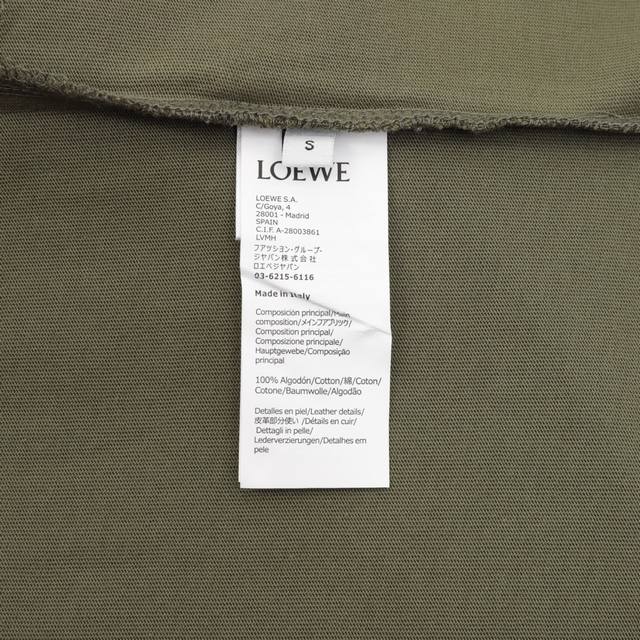 S
LOEWE
LOEWE S.A.
C/Goya, 4
28001 - Madrid
SPAIN
C.I.F. A-28003861
LVMH
ファッション・グループ・
ジャパン株式会社
ロエベジャパン
03-6215-6116
Made in Italy
Composición principal/Main
composition/メインファブリック/
Composition principal/
Composizione principale/
Hauptgewebe/Composição
principal
100% Algodón/Cotton/綿/Coton/
Cotone/Baumwolle/Algodão
Detalles en piel/Leather details/
皮革部分使い /Détails en cuir/
Dettagli in pelle/
Lederverzierungen/Detalhes em
pele